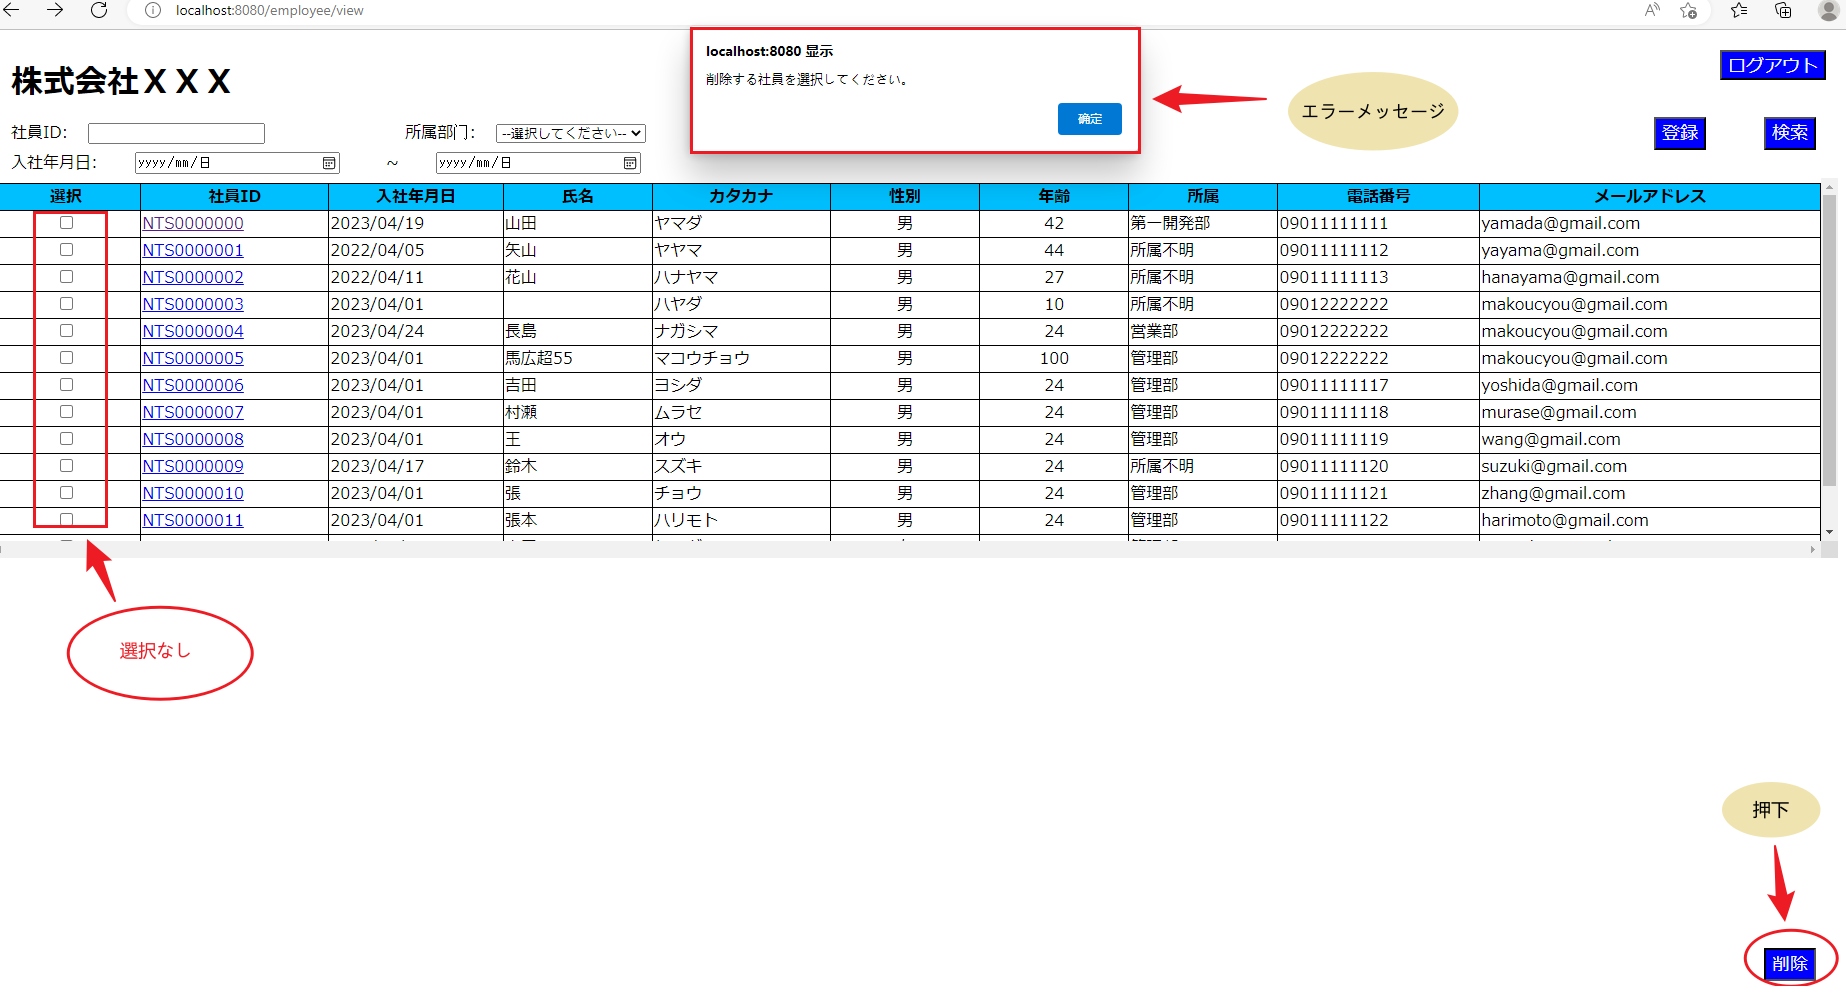 localhost:8080/employee/view
localhost:8080 显示
削除する社員を選択してください。
确定
エラーメッセージ
ログアウト
株式会社ＸＸＸ
社員ID： 所属部门： --選択してください-- 登録 検索
入社年月日： yyyy/mm/日 ～ yyyy/mm/日
選択 社員ID 入社年月日 氏名 カタカナ 性別 年齢 所属 電話番号 メールアドレス
NTS0000000 2023/04/19 山田 ヤマダ 男 42 第一開発部 09011111111 yamada@gmail.com
NTS0000001 2022/04/05 矢山 ヤヤマ 男 44 所属不明 09011111112 yayama@gmail.com
NTS0000002 2022/04/11 花山 ハナヤマ 男 27 所属不明 09011111113 hanayama@gmail.com
NTS0000003 2023/04/01 ハヤダ 男 10 所属不明 09012222222 makoucyou@gmail.com
NTS0000004 2023/04/24 長島 ナガシマ 男 24 営業部 09012222222 makoucyou@gmail.com
NTS0000005 2023/04/01 馬広超55 マコウチョウ 男 100 管理部 09012222222 makoucyou@gmail.com
NTS0000006 2023/04/01 吉田 ヨシダ 男 24 管理部 09011111117 yoshida@gmail.com
NTS0000007 2023/04/01 村瀬 ムラセ 男 24 管理部 09011111118 murase@gmail.com
NTS0000008 2023/04/01 王 オウ 男 24 管理部 09011111119 wang@gmail.com
NTS0000009 2023/04/17 鈴木 スズキ 男 24 所属不明 09011111120 suzuki@gmail.com
NTS0000010 2023/04/01 張 チョウ 男 24 管理部 09011111121 zhang@gmail.com
NTS0000011 2023/04/01 張本 ハリモト 男 24 管理部 09011111122 harimoto@gmail.com
選択なし
押下
削除